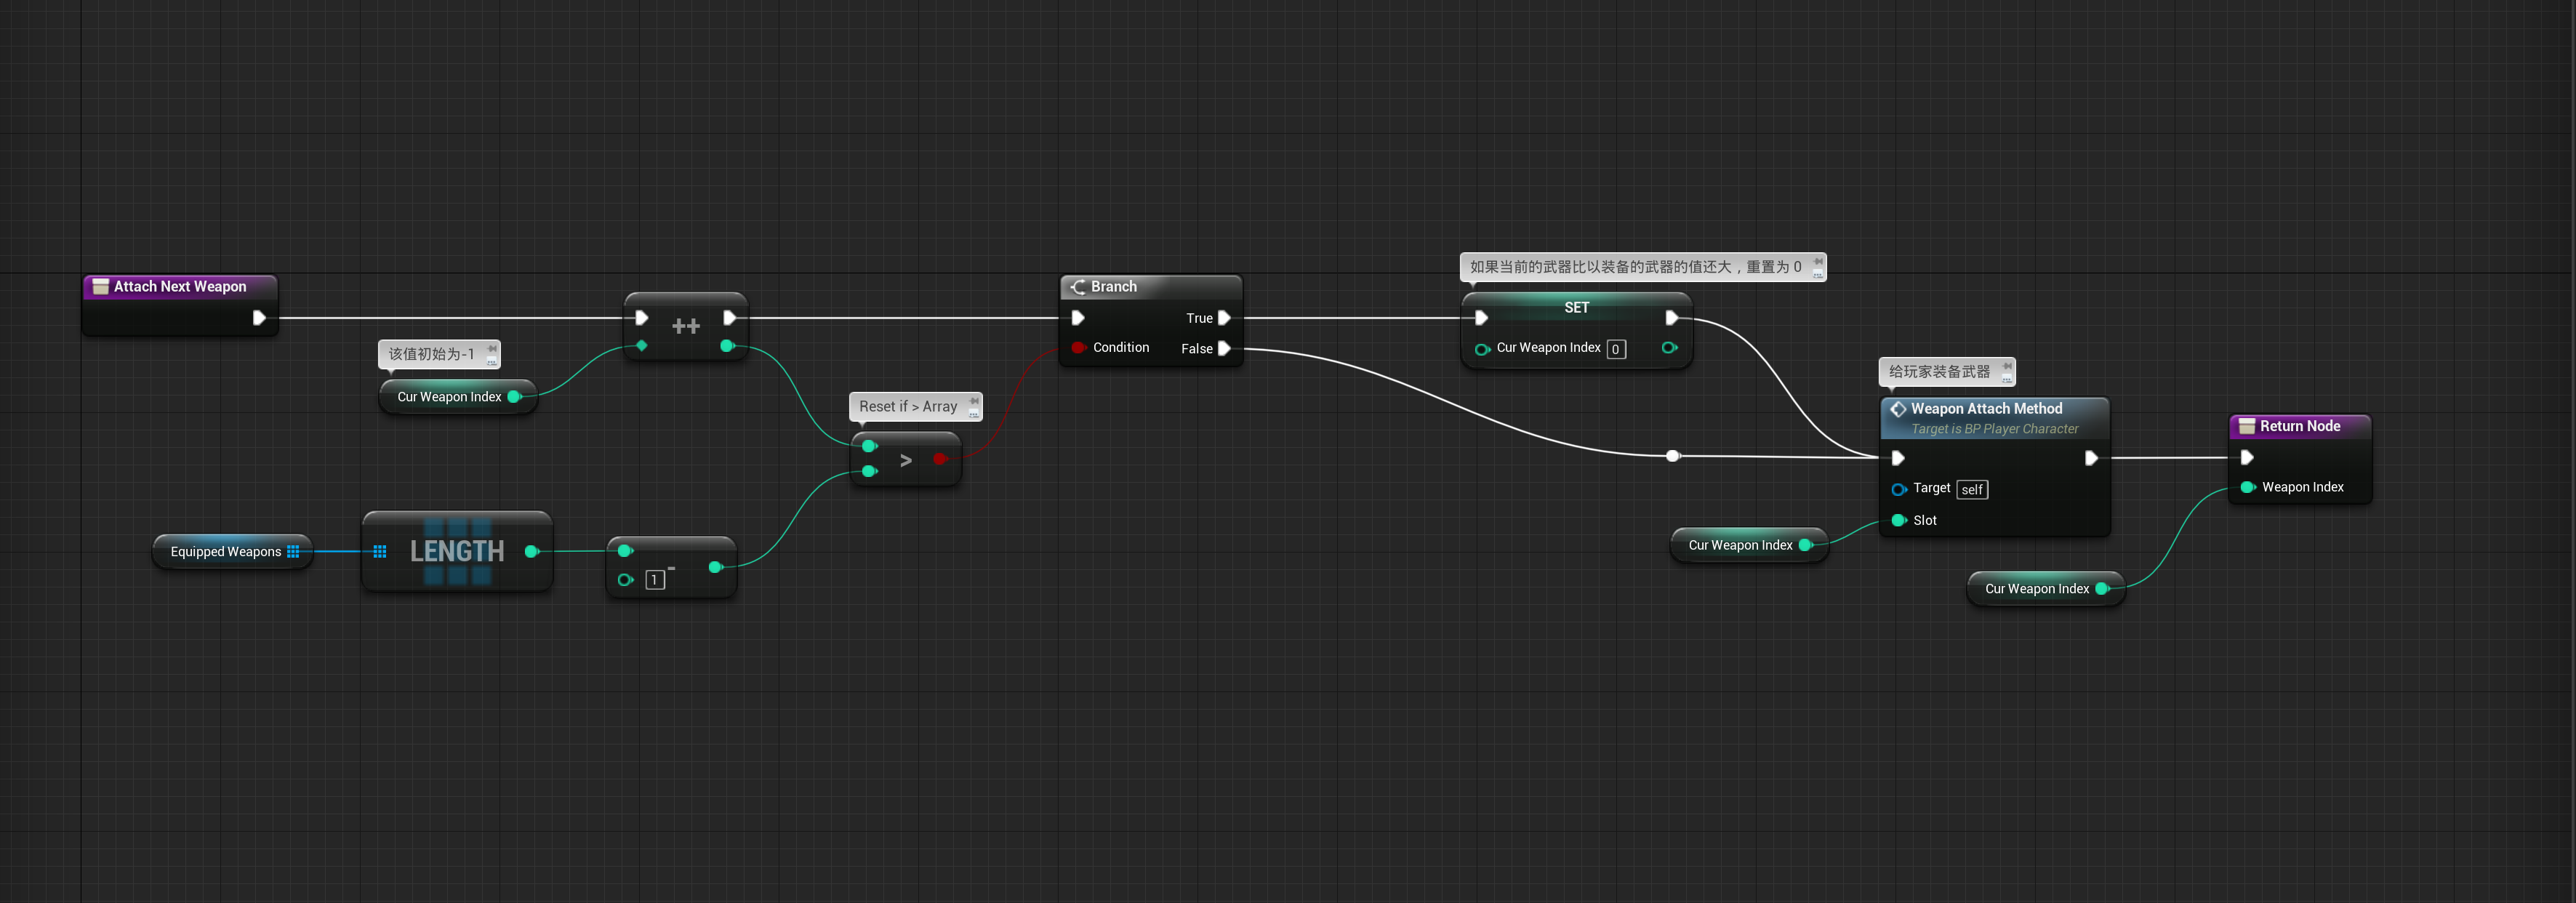 Attach Next Weapon
该值初始为-1
Cur Weapon Index
++
Equipped Weapons
LENGTH
1
-
Reset if > Array
>
Branch
True
Condition
False
如果当前的武器比以装备的武器的值还大，重置为 0
SET
Cur Weapon Index 0
给玩家装备武器
Weapon Attach Method
Target is BP Player Character
Target self
Slot
Cur Weapon Index
Cur Weapon Index
Return Node
Weapon Index